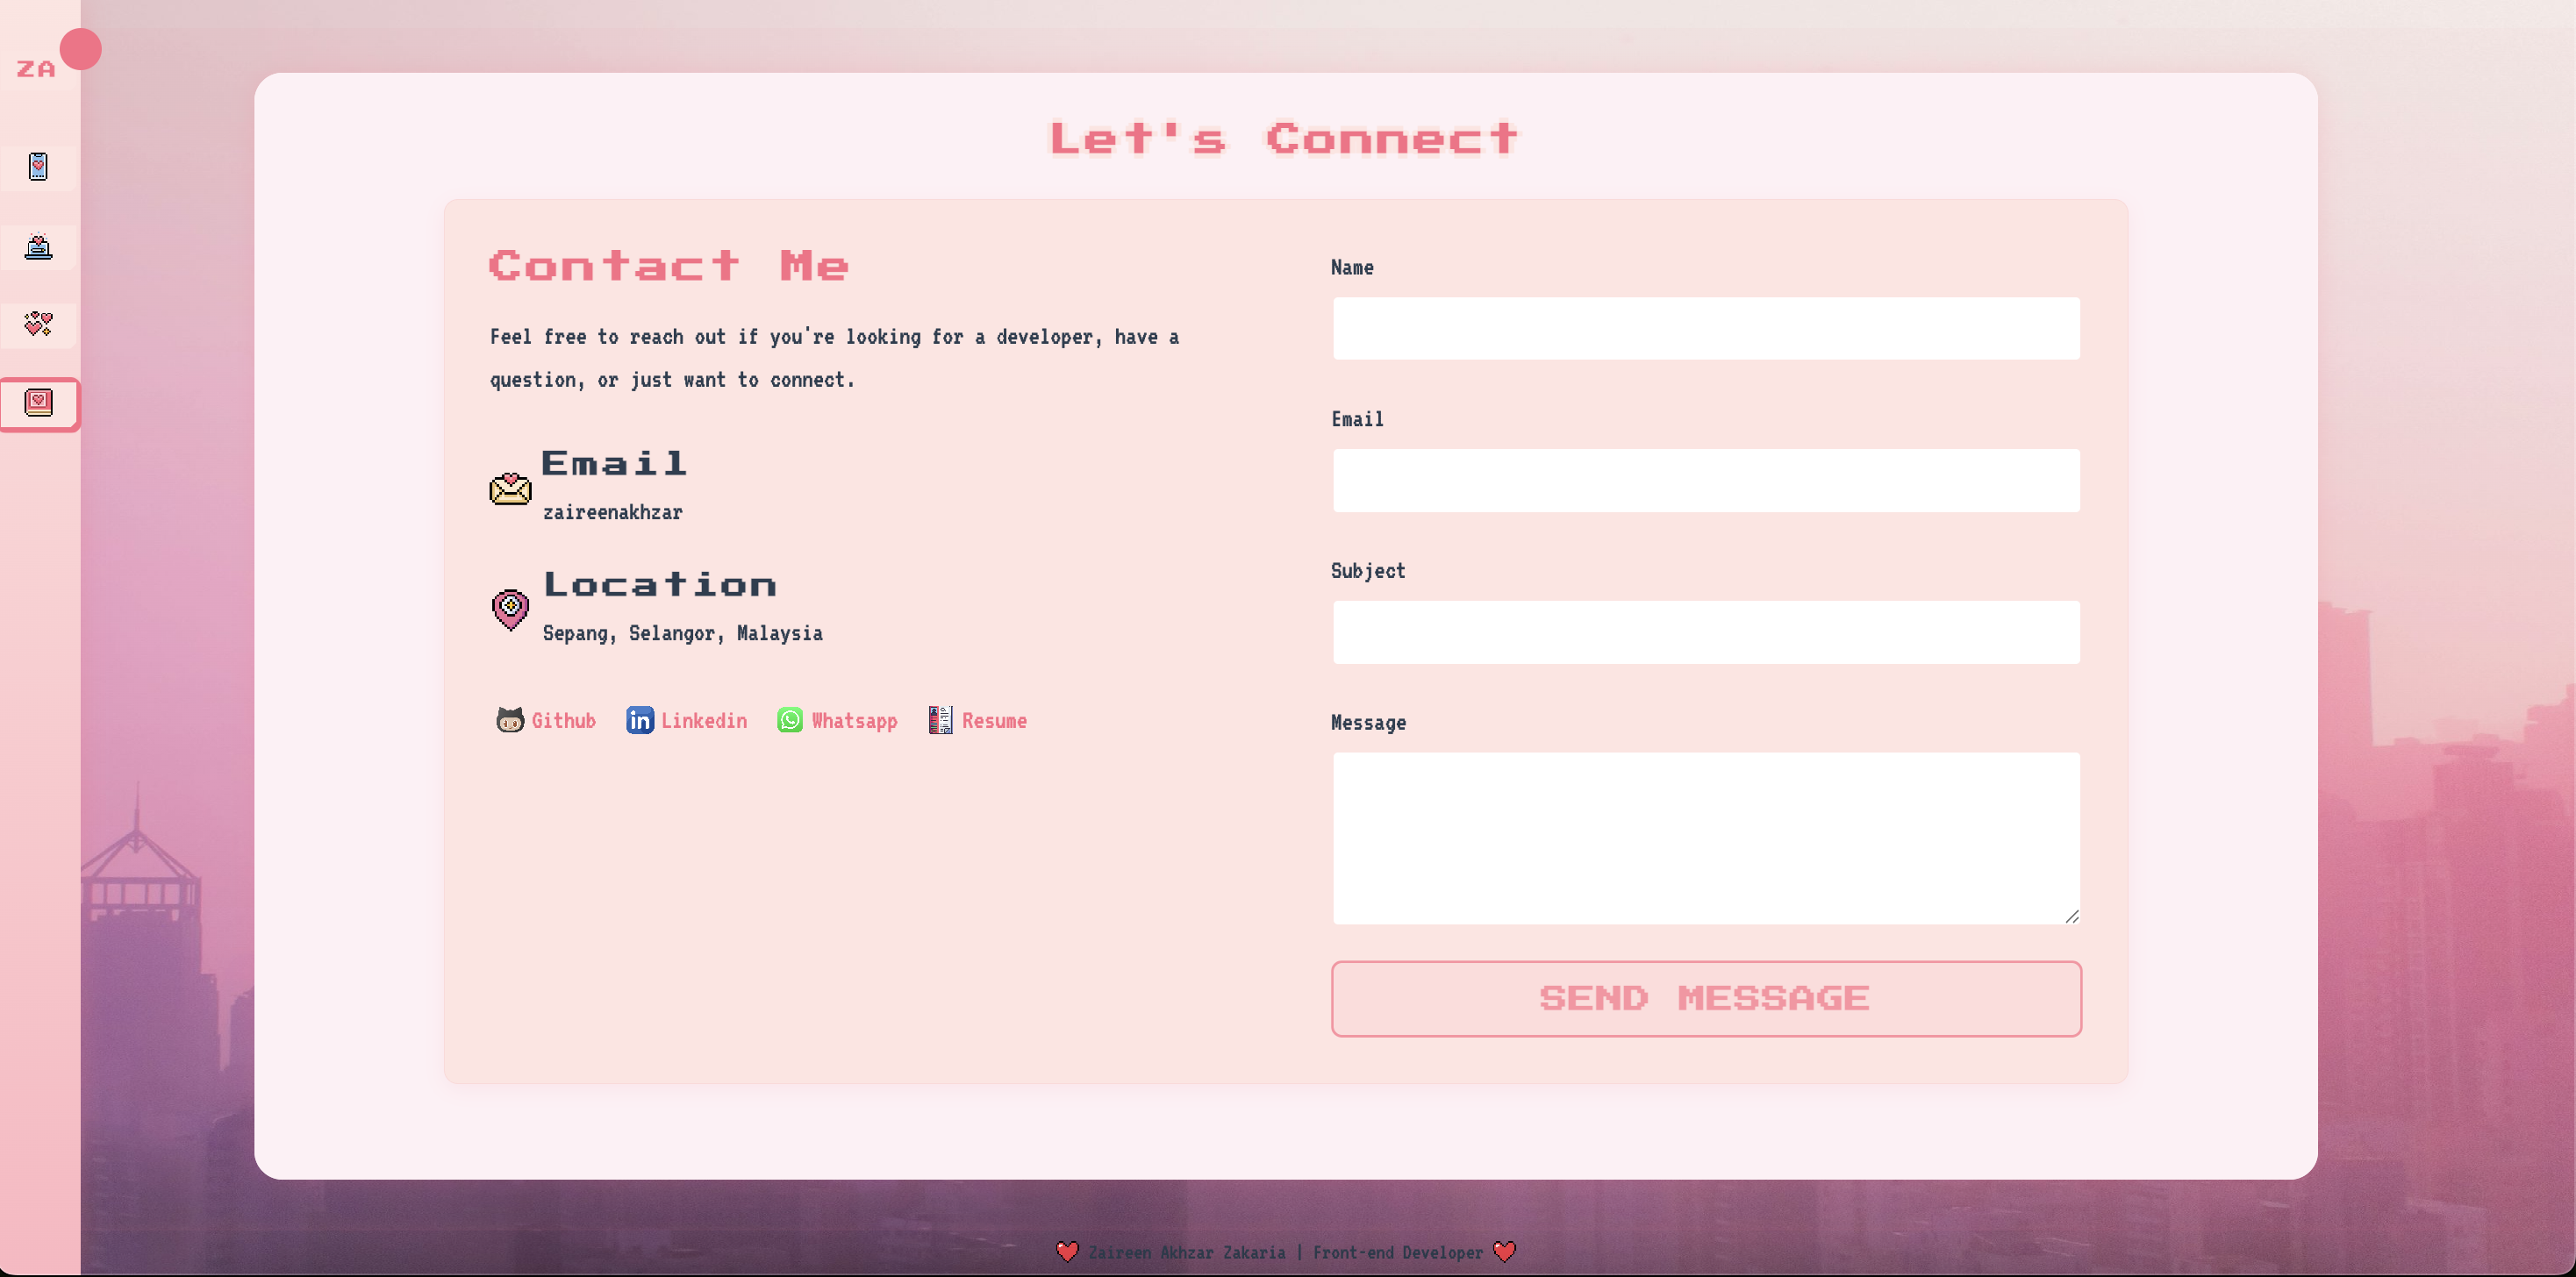 ZA
Let's Connect
Contact Me
Feel free to reach out if you're looking for a developer, have a
question, or just want to connect.
Email
zaireenakhzar
Location
Sepang, Selangor, Malaysia
Github
Linkedin
Whatsapp
Resume
Name
Email
Subject
Message
SEND MESSAGE
Zaireen Akhzar Zakaria | Front-end Developer